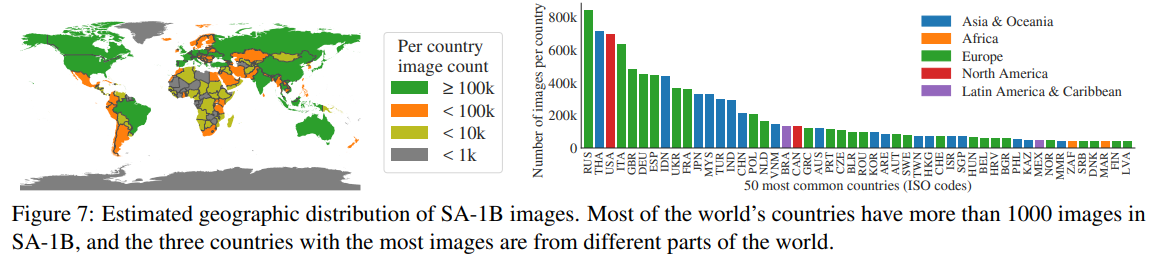 Per country
image count
≥ 100k
< 100k
< 10k
< 1k
Number of images per country
800k
600k
400k
200k
0
Asia & Oceania
Africa
Europe
North America
Latin America & Caribbean
RUS THA USA ITA GBR DEU ESP IDN UKR FRA JPN MYS TUR IND CHN POL NLD VNM BRA CAN GRC AUS PRT CZE BLR ROU KOR ARE AUT SWE TWN HKG CHE ISR SGP HUN BEL HRV BGR PHL KAZ MEX NOR MMR ZAF SRB DNK MAR FIN LVA
50 most common countries (ISO codes)
Figure 7: Estimated geographic distribution of SA-1B images. Most of the world's countries have more than 1000 images in
SA-1B, and the three countries with the most images are from different parts of the world.